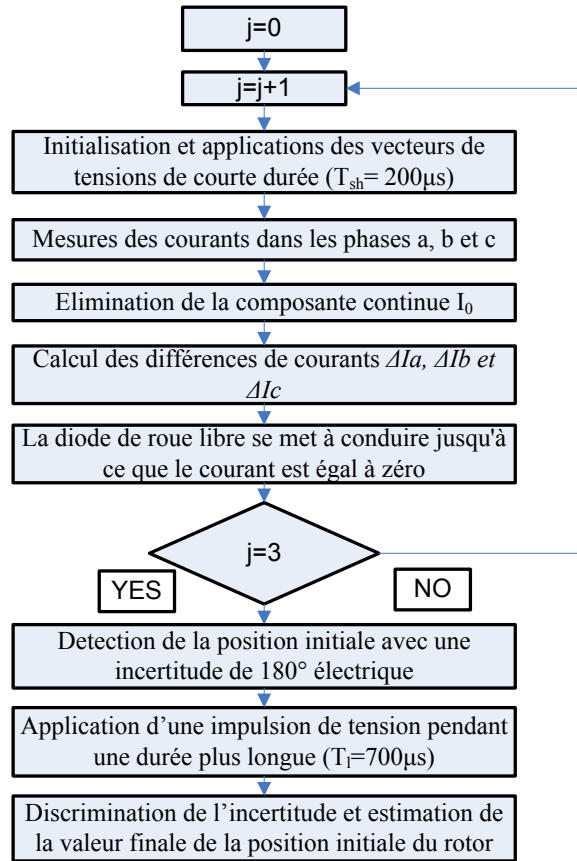 j=0
j=j+1
Initialisation et applications des vecteurs de
tensions de courte durée (Tsh= 200μs)
Mesures des courants dans les phases a, b et c
Elimination de la composante continue I0
Calcul des différences de courants ΔIa, ΔIb et
ΔIc
La diode de roue libre se met à conduire jusqu'à
ce que le courant est égal à zéro
j=3
YES
NO
Detection de la position initiale avec une
incertitude de 180° électrique
Application d’une impulsion de tension pendant
une durée plus longue (Tl=700μs)
Discrimination de l’incertitude et estimation de
la valeur finale de la position initiale du rotor